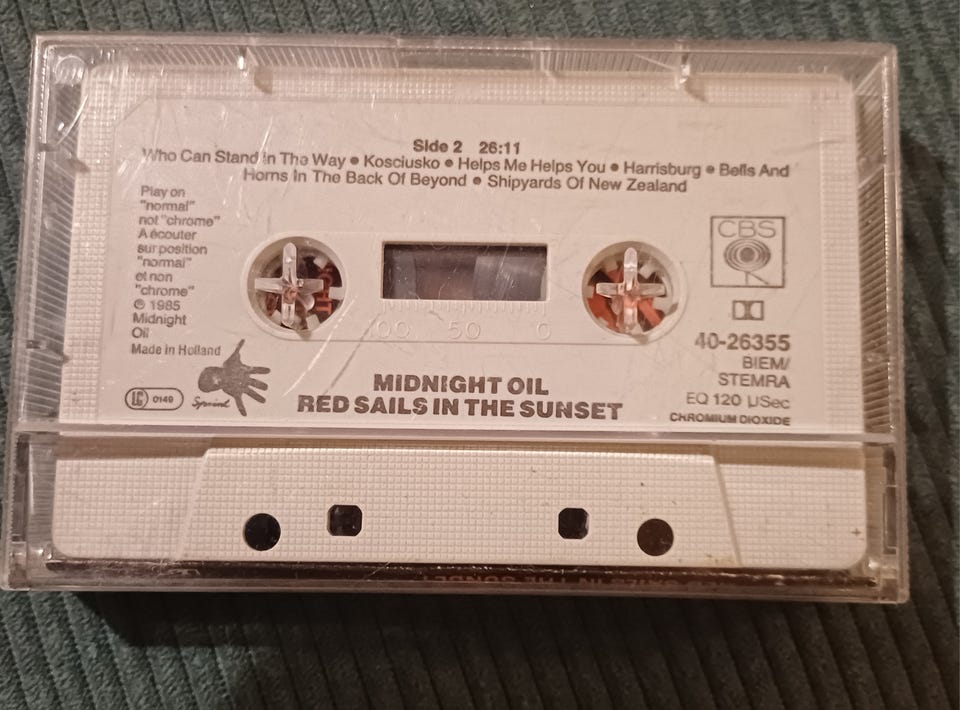 Side 2 26:11
Who Can Stand In The Way • Kosciusko • Helps Me Helps You • Harrisburg • Bells And
Horns In The Back Of Beyond • Shipyards Of New Zealand
Play on
"normal"
not "chrome"
A écouter
sur position
"normal"
et non
"chrome"
℗ 1985
Midnight
Oil
Made in Holland
LC 0149
Sprint
CBS
100 50 0
40-26355
BIEM/
STEMRA
EQ 120 µSec
CHROMIUM DIOXIDE
MIDNIGHT OIL
RED SAILS IN THE SUNSET